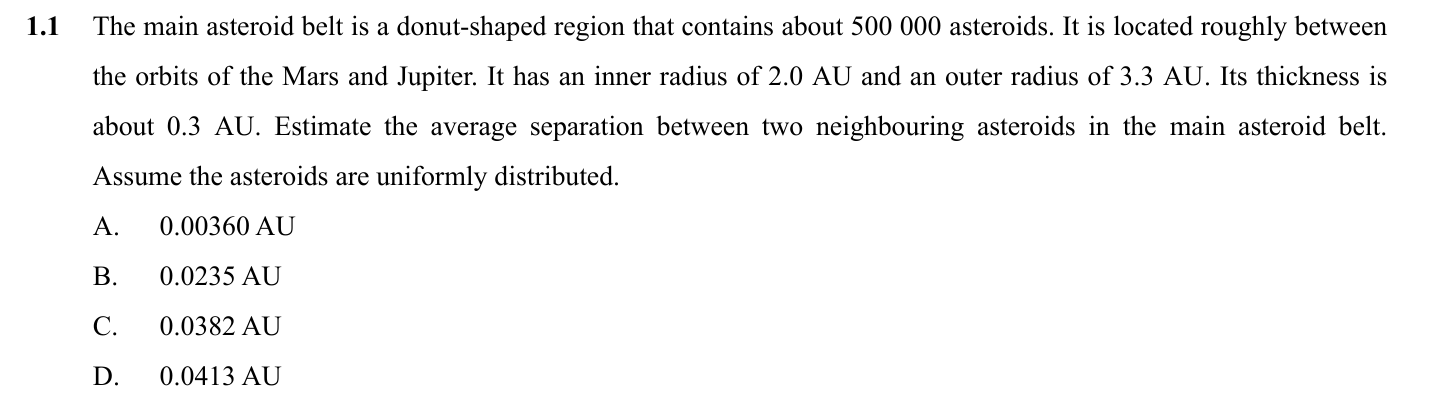 1.1 The main asteroid belt is a donut-shaped region that contains about 500 000 asteroids. It is located roughly between
the orbits of the Mars and Jupiter. It has an inner radius of 2.0 AU and an outer radius of 3.3 AU. Its thickness is
about 0.3 AU. Estimate the average separation between two neighbouring asteroids in the main asteroid belt.
Assume the asteroids are uniformly distributed.
A. 0.00360 AU
B. 0.0235 AU
C. 0.0382 AU
D. 0.0413 AU